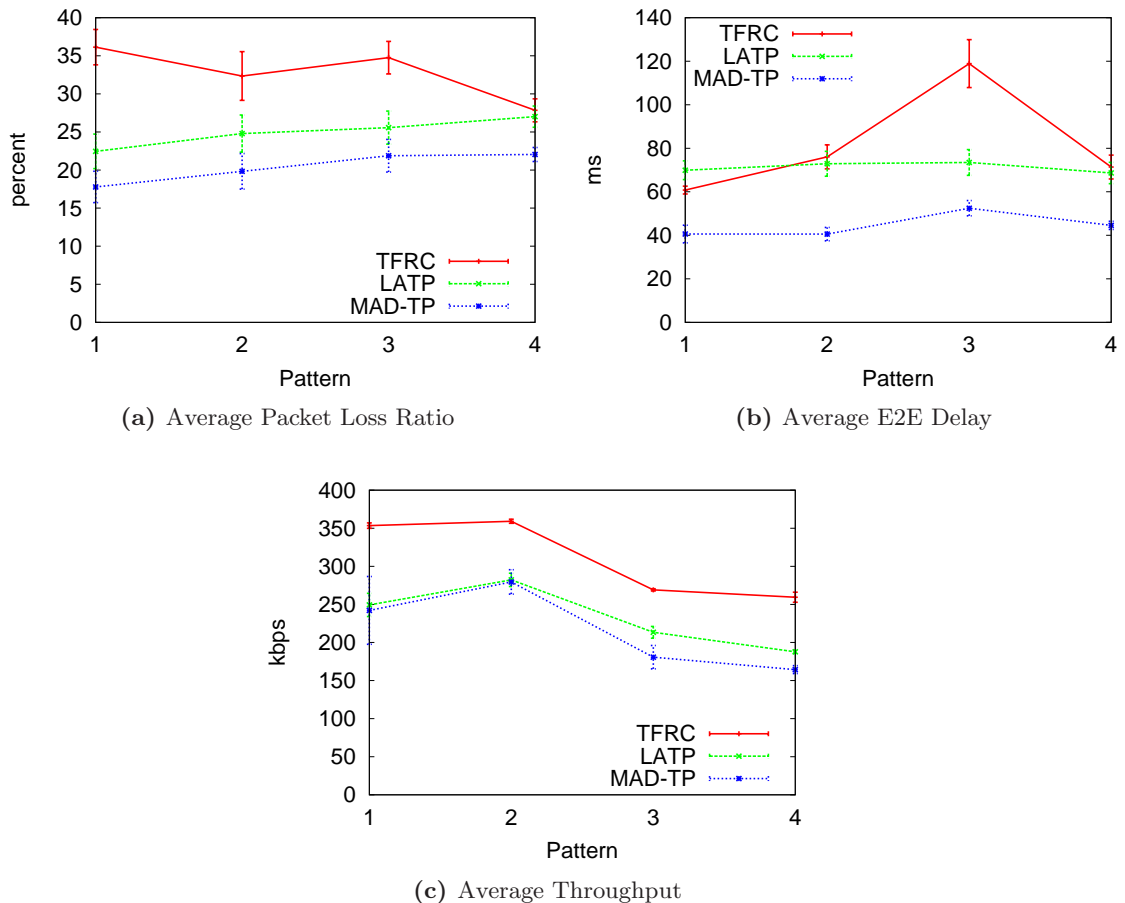 40
35
30
25
20
15
10
5
0
percent
TFRC
LATP
MAD-TP
1 2 3 4
Pattern
(a) Average Packet Loss Ratio
140
120
100
80
60
40
20
0
ms
TFRC
LATP
MAD-TP
1 2 3 4
Pattern
(b) Average E2E Delay
400
350
300
250
200
150
100
50
0
kbps
TFRC
LATP
MAD-TP
1 2 3 4
Pattern
(c) Average Throughput